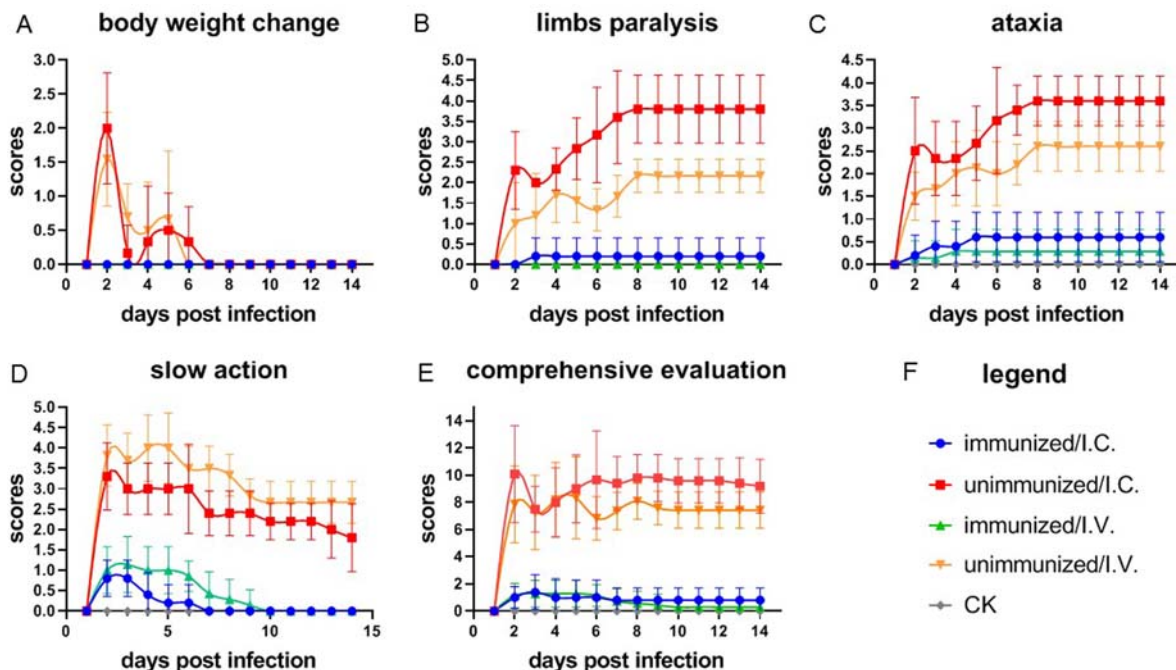 A
body weight change
3.0
2.5
2.0
1.5
1.0
0.5
0.0
scores
0 2 4 6 8 10 12 14
days post infection
B
limbs paralysis
5.0
4.5
4.0
3.5
3.0
2.5
2.0
1.5
1.0
0.5
0.0
scores
0 2 4 6 8 10 12 14
days post infection
C
ataxia
4.5
4.0
3.5
3.0
2.5
2.0
1.5
1.0
0.5
0.0
scores
0 2 4 6 8 10 12 14
days post infection
D
slow action
5.0
4.5
4.0
3.5
3.0
2.5
2.0
1.5
1.0
0.5
0.0
scores
0 5 10 15
days post infection
E
comprehensive evaluation
14
12
10
8
6
4
2
0
scores
0 2 4 6 8 10 12 14
days post infection
F
legend
immunized/I.C.
unimmunized/I.C.
immunized/I.V.
unimmunized/I.V.
CK